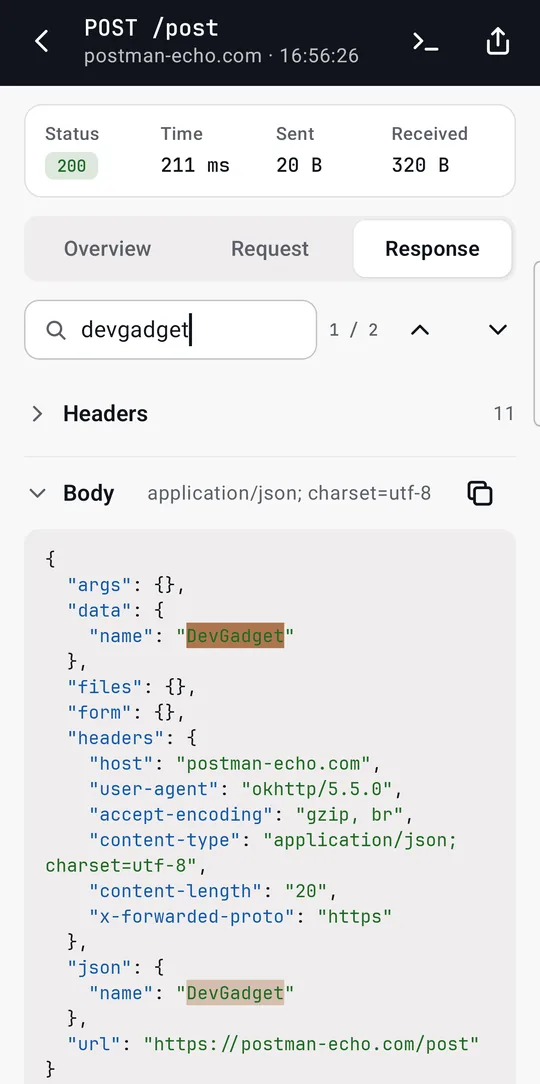 POST /post
postman-echo.com · 16:56:26
Status Time Sent Received
200 211 ms 20 B 320 B
Overview Request Response
devgadget 1 / 2
Headers 11
Body application/json; charset=utf-8
{
  "args": {},
  "data": {
    "name": "DevGadget"
  },
  "files": {},
  "form": {},
  "headers": {
    "host": "postman-echo.com",
    "user-agent": "okhttp/5.5.0",
    "accept-encoding": "gzip, br",
    "content-type": "application/json;
charset=utf-8",
    "content-length": "20",
    "x-forwarded-proto": "https"
  },
  "json": {
    "name": "DevGadget"
  },
  "url": "https://postman-echo.com/post"
}